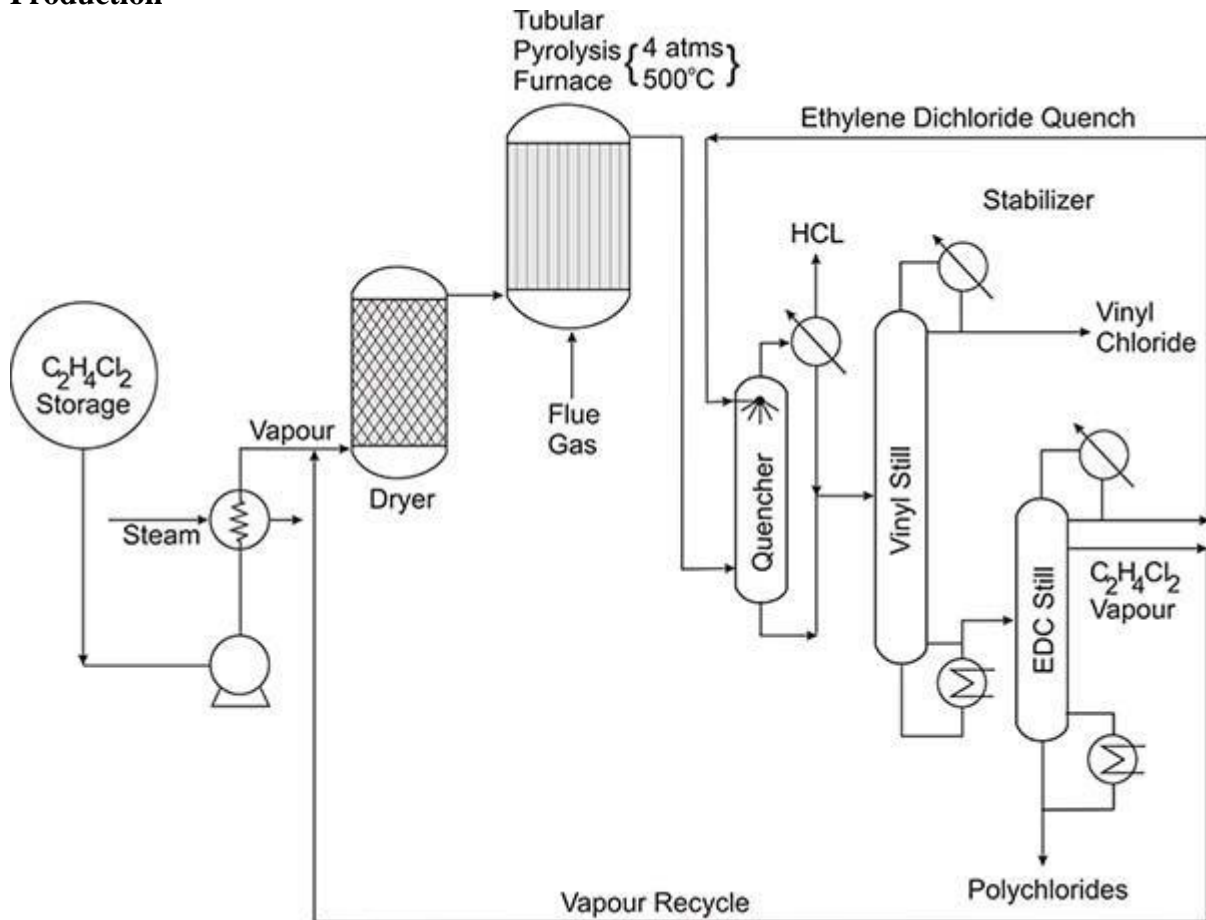 Production
Tubular
Pyrolysis
Furnace
4 atms
500°C
Ethylene Dichloride Quench
Stabilizer
HCL
C₂H₄Cl₂
Storage
Vapour
Flue
Gas
Dryer
Steam
Quencher
Vinyl Still
Vinyl
Chloride
EDC Still
C₂H₄Cl₂
Vapour
Polychlorides
Vapour Recycle